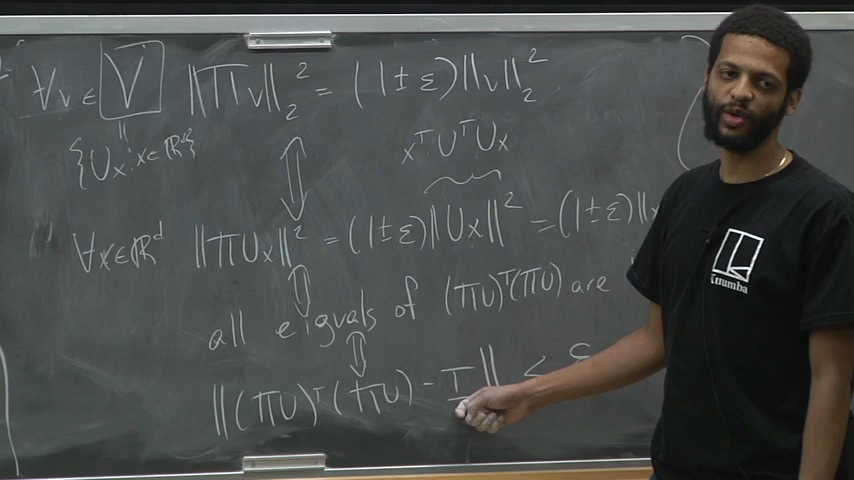 ∀v∈ V ‖Πv‖₂² = (1±ε)‖v‖₂²
{Ux : x∈ℝᵈ} xᵀUᵀUx
∀x∈ℝᵈ ‖ΠUx‖² = (1±ε)‖Ux‖² = (1±ε)‖x
all eigvals of (ΠU)ᵀ(ΠU) are
‖(ΠU)ᵀ(ΠU) - I‖ < ε
Kuumba